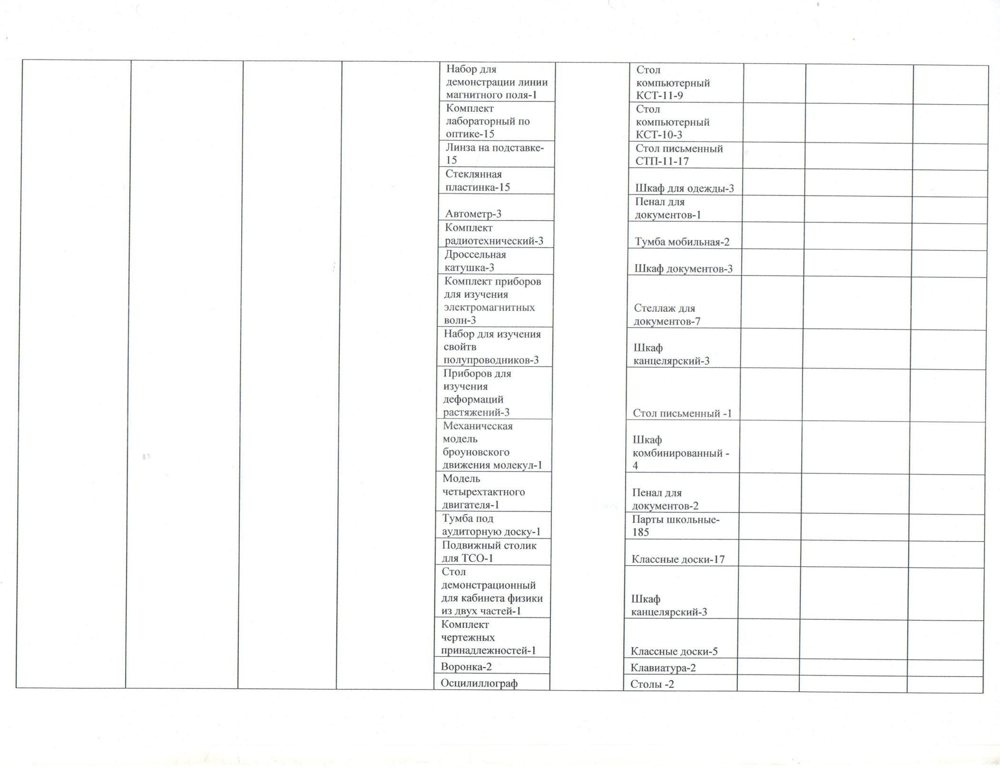 Набор для
демонстрации линии
магнитного поля-1
Стол
компьютерный
КСТ-11-9
Комплект
лабораторный по
оптике-15
Стол
компьютерный
КСТ-10-3
Линза на подставке-
15
Стол письменный
СТП-11-17
Стеклянная
пластинка-15
Шкаф для одежды-3
Автометр-3
Пенал для
документов-1
Комплект
радиотехнический-3
Тумба мобильная-2
Дроссельная
катушка-3
Шкаф документов-3
Комплект приборов
для изучения
электромагнитных
волн-3
Стеллаж для
документов-7
Набор для изучения
свойтв
полупроводников-3
Шкаф
канцелярский-3
Приборов для
изучения
деформаций
растяжений-3
Стол письменный -1
Механическая
модель
броуновского
движения молекул-1
Шкаф
комбинированный -
4
Модель
четырехтактного
двигателя-1
Пенал для
документов-2
Тумба под
аудиторную доску-1
Парты школьные-
185
Подвижный столик
для ТСО-1
Классные доски-17
Стол
демонстрационный
для кабинета физики
из двух частей-1
Шкаф
канцелярский-3
Комплект
чертежных
принадлежностей-1
Классные доски-5
Воронка-2
Клавиатура-2
Осцилиллограф
Столы -2